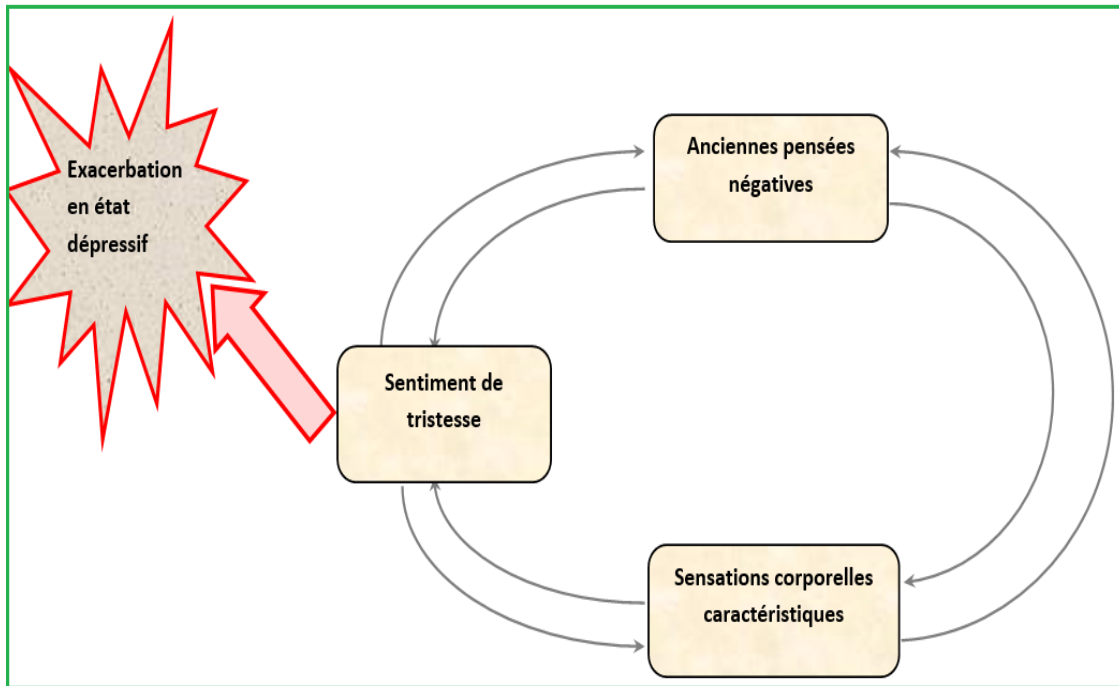 Exacerbation
en état
dépressif
Anciennes pensées
négatives
Sentiment de
tristesse
Sensations corporelles
caractéristiques